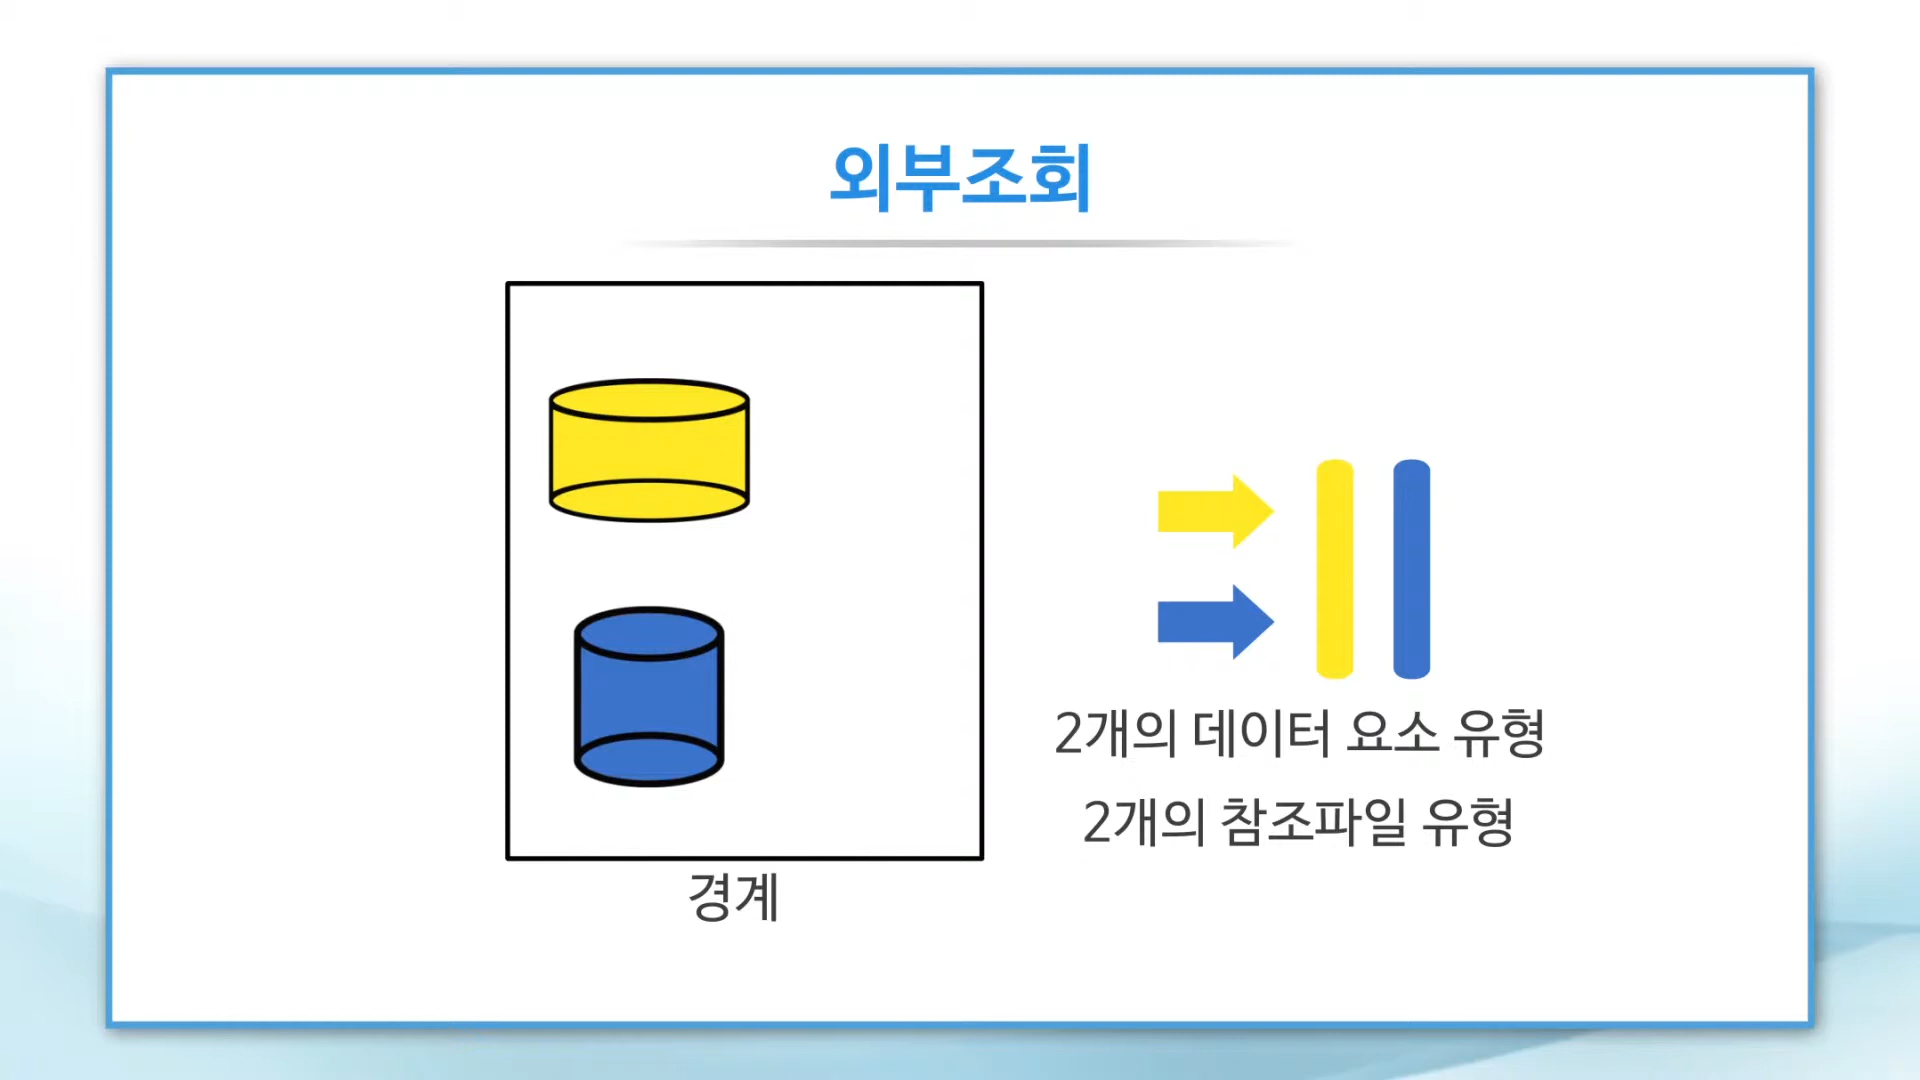 외부조회
2개의 데이터 요소 유형
2개의 참조파일 유형
경계